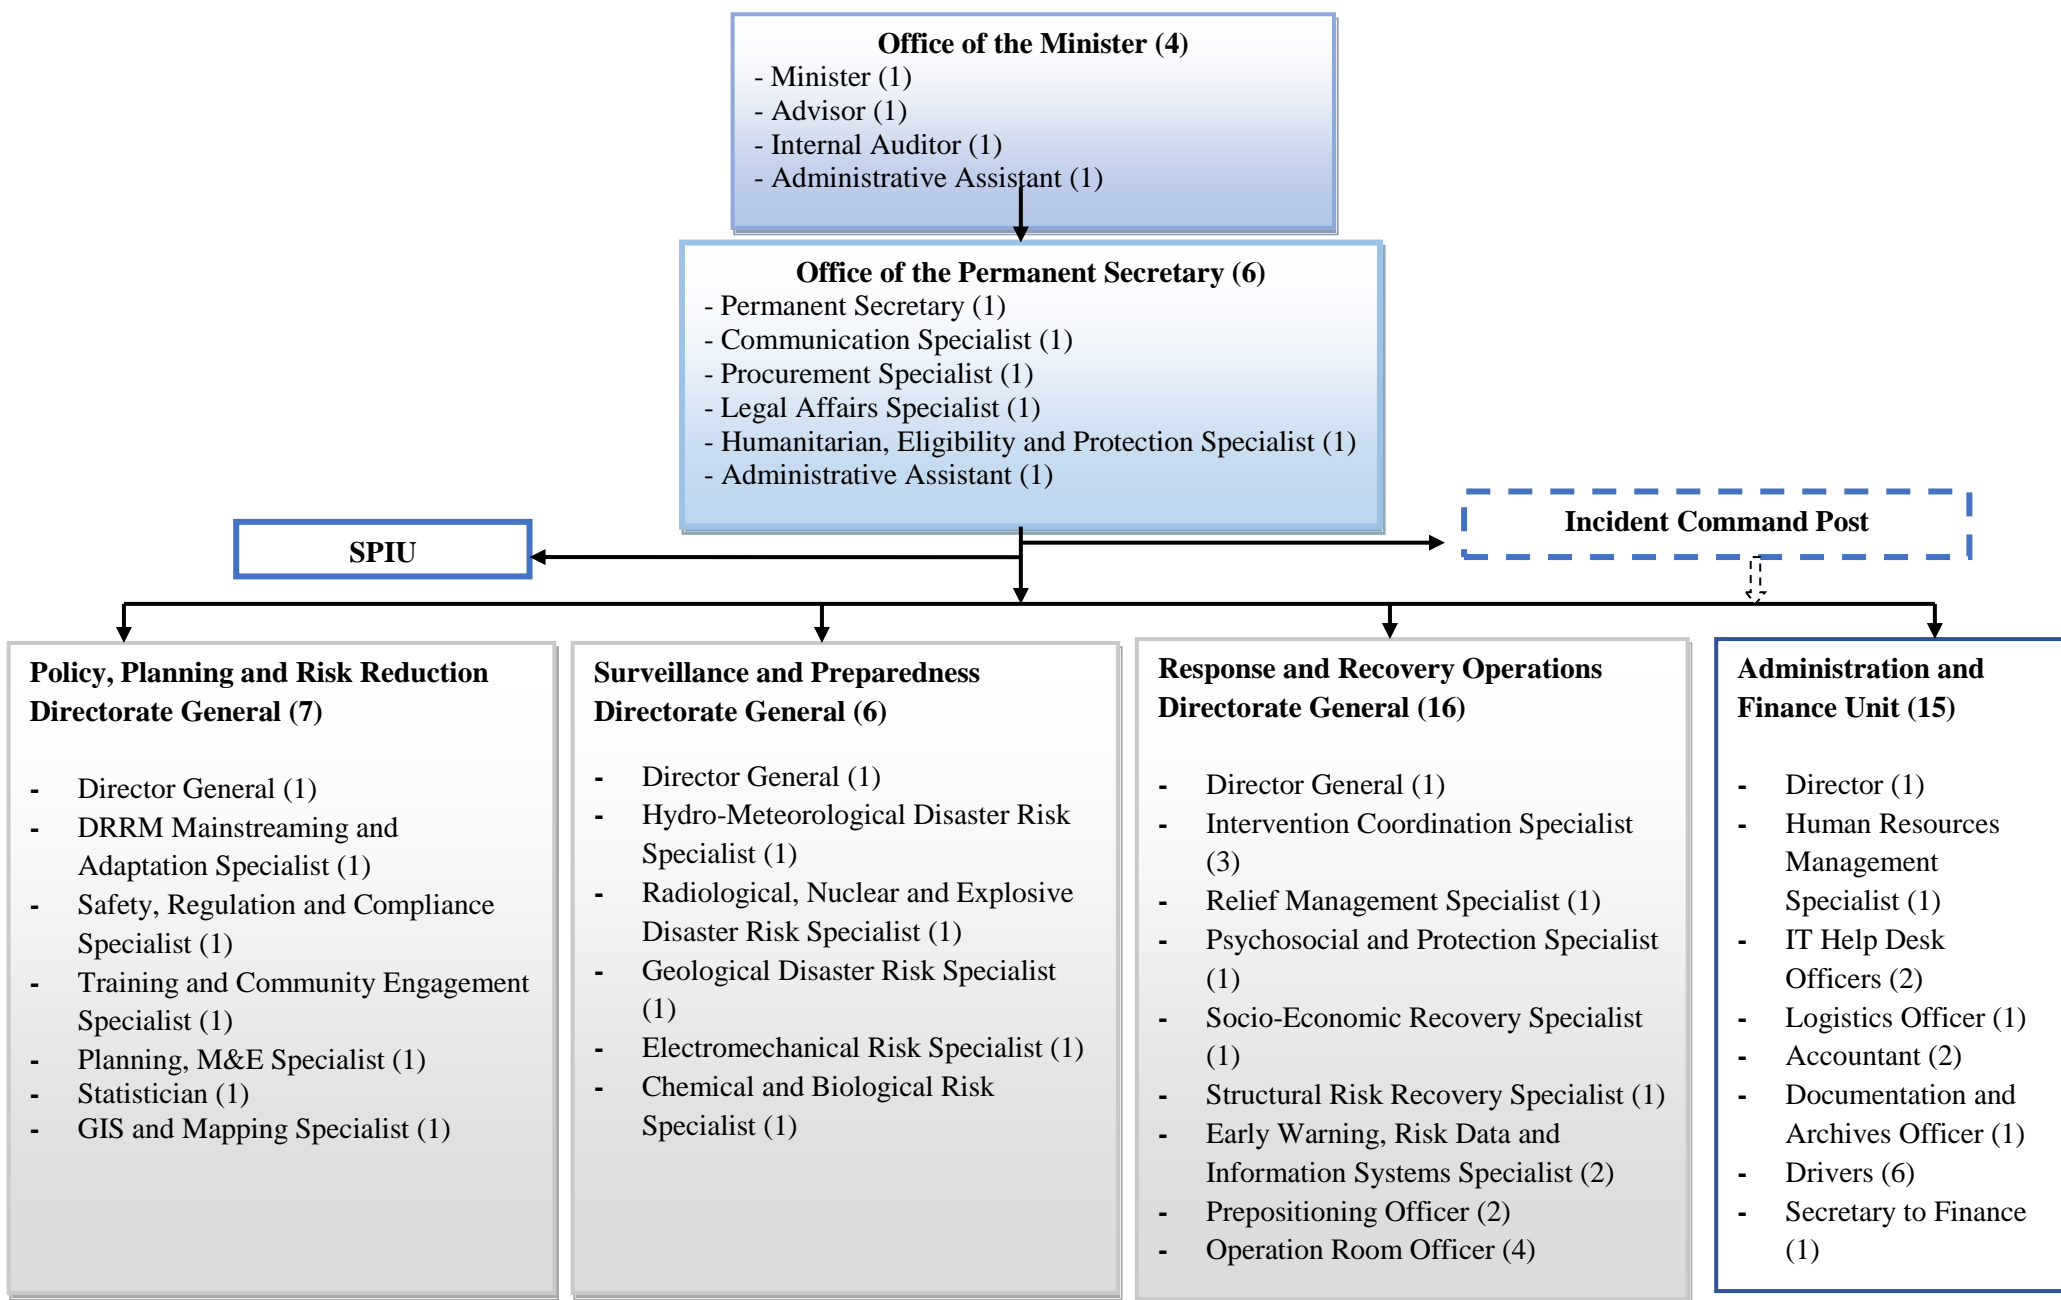 Office of the Minister (4)
- Minister (1)
- Advisor (1)
- Internal Auditor (1)
- Administrative Assistant (1)
Office of the Permanent Secretary (6)
- Permanent Secretary (1)
- Communication Specialist (1)
- Procurement Specialist (1)
- Legal Affairs Specialist (1)
- Humanitarian, Eligibility and Protection Specialist (1)
- Administrative Assistant (1)
SPIU
Incident Command Post
Policy, Planning and Risk Reduction
Directorate General (7)
- Director General (1)
- DRRM Mainstreaming and
Adaptation Specialist (1)
- Safety, Regulation and Compliance
Specialist (1)
- Training and Community Engagement
Specialist (1)
- Planning, M&E Specialist (1)
- Statistician (1)
- GIS and Mapping Specialist (1)
Surveillance and Preparedness
Directorate General (6)
- Director General (1)
- Hydro-Meteorological Disaster Risk
Specialist (1)
- Radiological, Nuclear and Explosive
Disaster Risk Specialist (1)
- Geological Disaster Risk Specialist
(1)
- Electromechanical Risk Specialist (1)
- Chemical and Biological Risk
Specialist (1)
Response and Recovery Operations
Directorate General (16)
- Director General (1)
- Intervention Coordination Specialist
(3)
- Relief Management Specialist (1)
- Psychosocial and Protection Specialist
(1)
- Socio-Economic Recovery Specialist
(1)
- Structural Risk Recovery Specialist (1)
- Early Warning, Risk Data and
Information Systems Specialist (2)
- Prepositioning Officer (2)
- Operation Room Officer (4)
Administration and
Finance Unit (15)
- Director (1)
- Human Resources
Management
Specialist (1)
- IT Help Desk
Officers (2)
- Logistics Officer (1)
- Accountant (2)
- Documentation and
Archives Officer (1)
- Drivers (6)
- Secretary to Finance
(1)